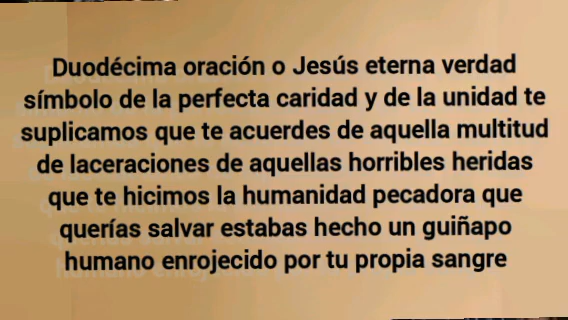 Duodécima oración o Jesús eterna verdad
símbolo de la perfecta caridad y de la unidad te
suplicamos que te acuerdes de aquella multitud
de laceraciones de aquellas horribles heridas
que te hicimos la humanidad pecadora que
querías salvar estabas hecho un guiñapo
humano enrojecido por tu propia sangre